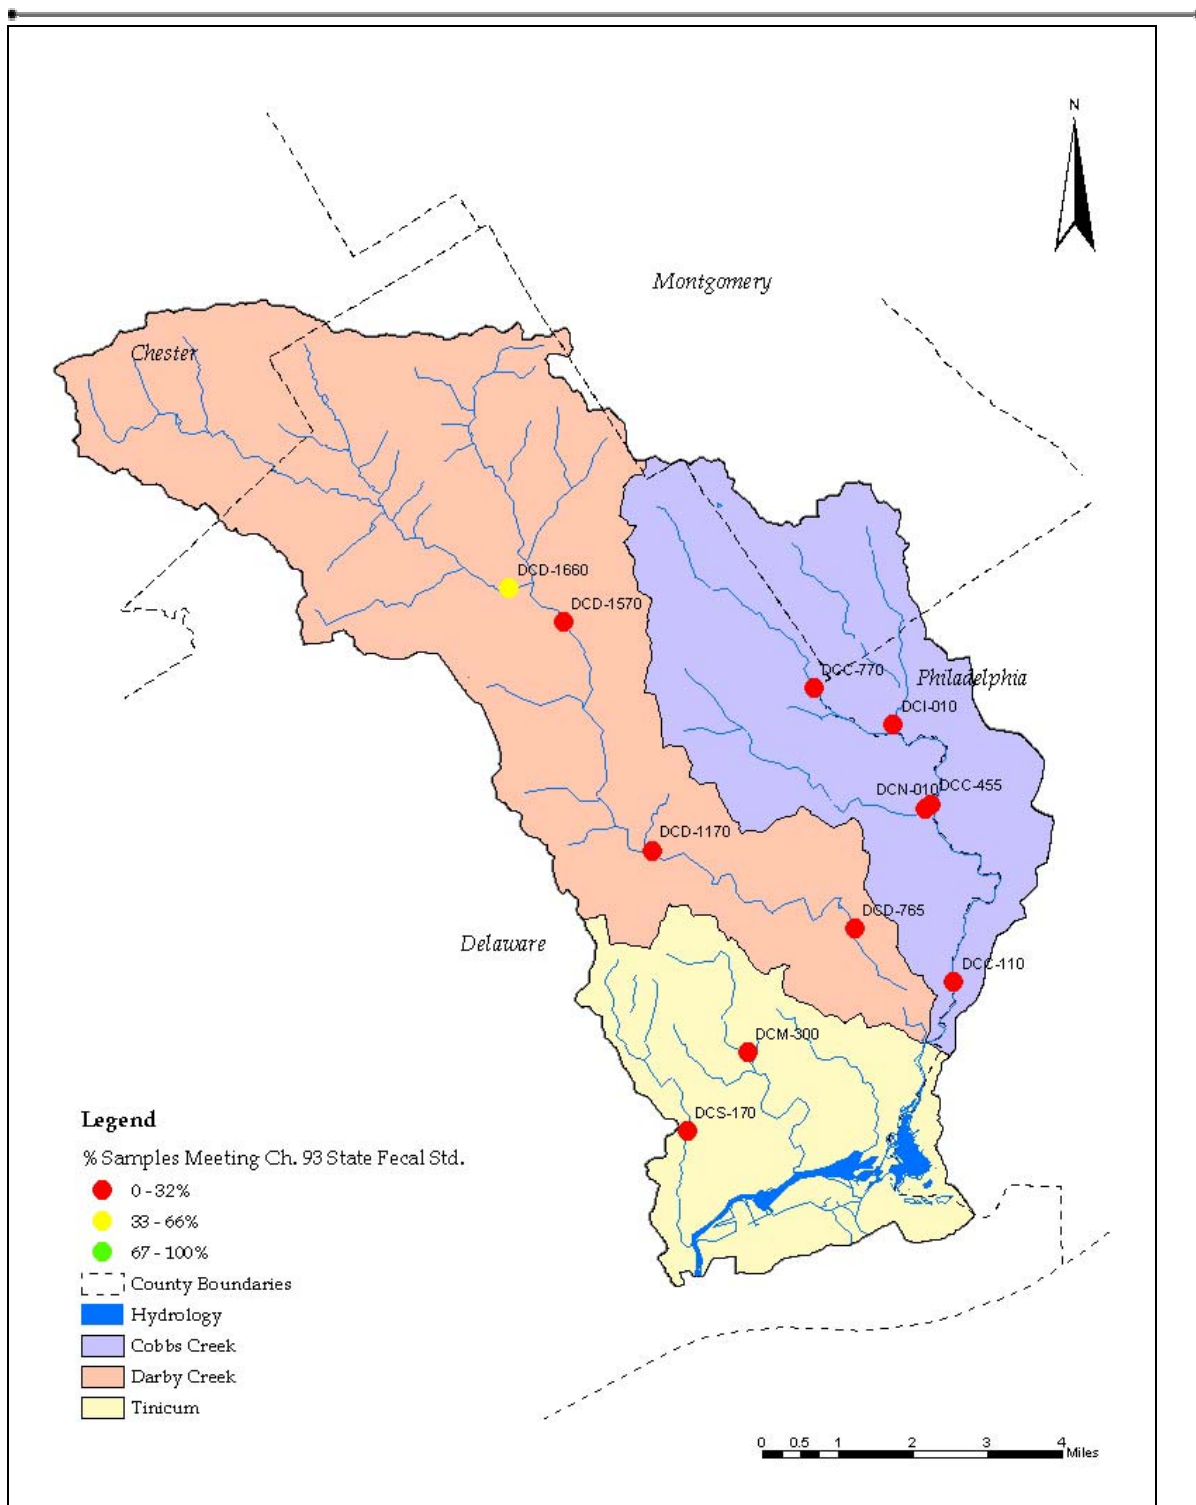 N
Montgomery
Chester
DCD-1660
DCD-1570
DCC-770
Philadelphia
DCI-010
DCN-010
DCC-455
DCD-1170
DCD-765
Delaware
DCC-110
DCM-300
DCS-170
Legend
% Samples Meeting Ch. 93 State Fecal Std.
0 - 32%
33 - 66%
67 - 100%
County Boundaries
Hydrology
Cobbs Creek
Darby Creek
Tinicum
0 0.5 1 2 3 4
Miles